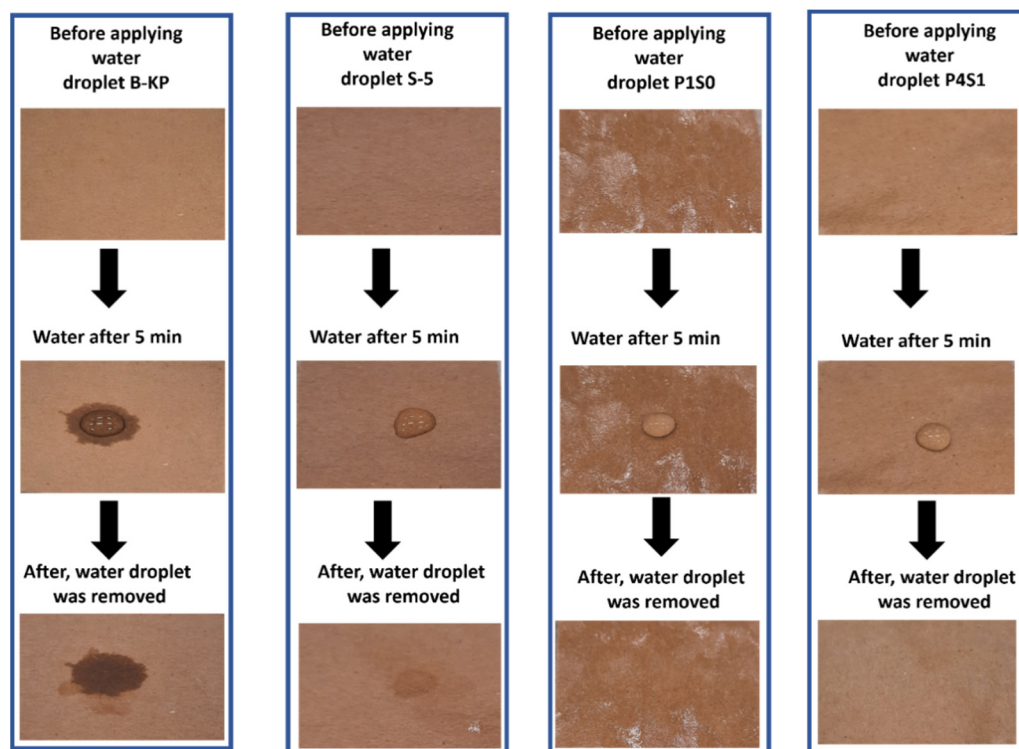 Before applying
water
droplet B-KP
Water after 5 min
After, water droplet
was removed
Before applying
water
droplet S-5
Water after 5 min
After, water droplet
was removed
Before applying
water
droplet P1S0
Water after 5 min
After, water droplet
was removed
Before applying
water
droplet P4S1
Water after 5 min
After, water droplet
was removed